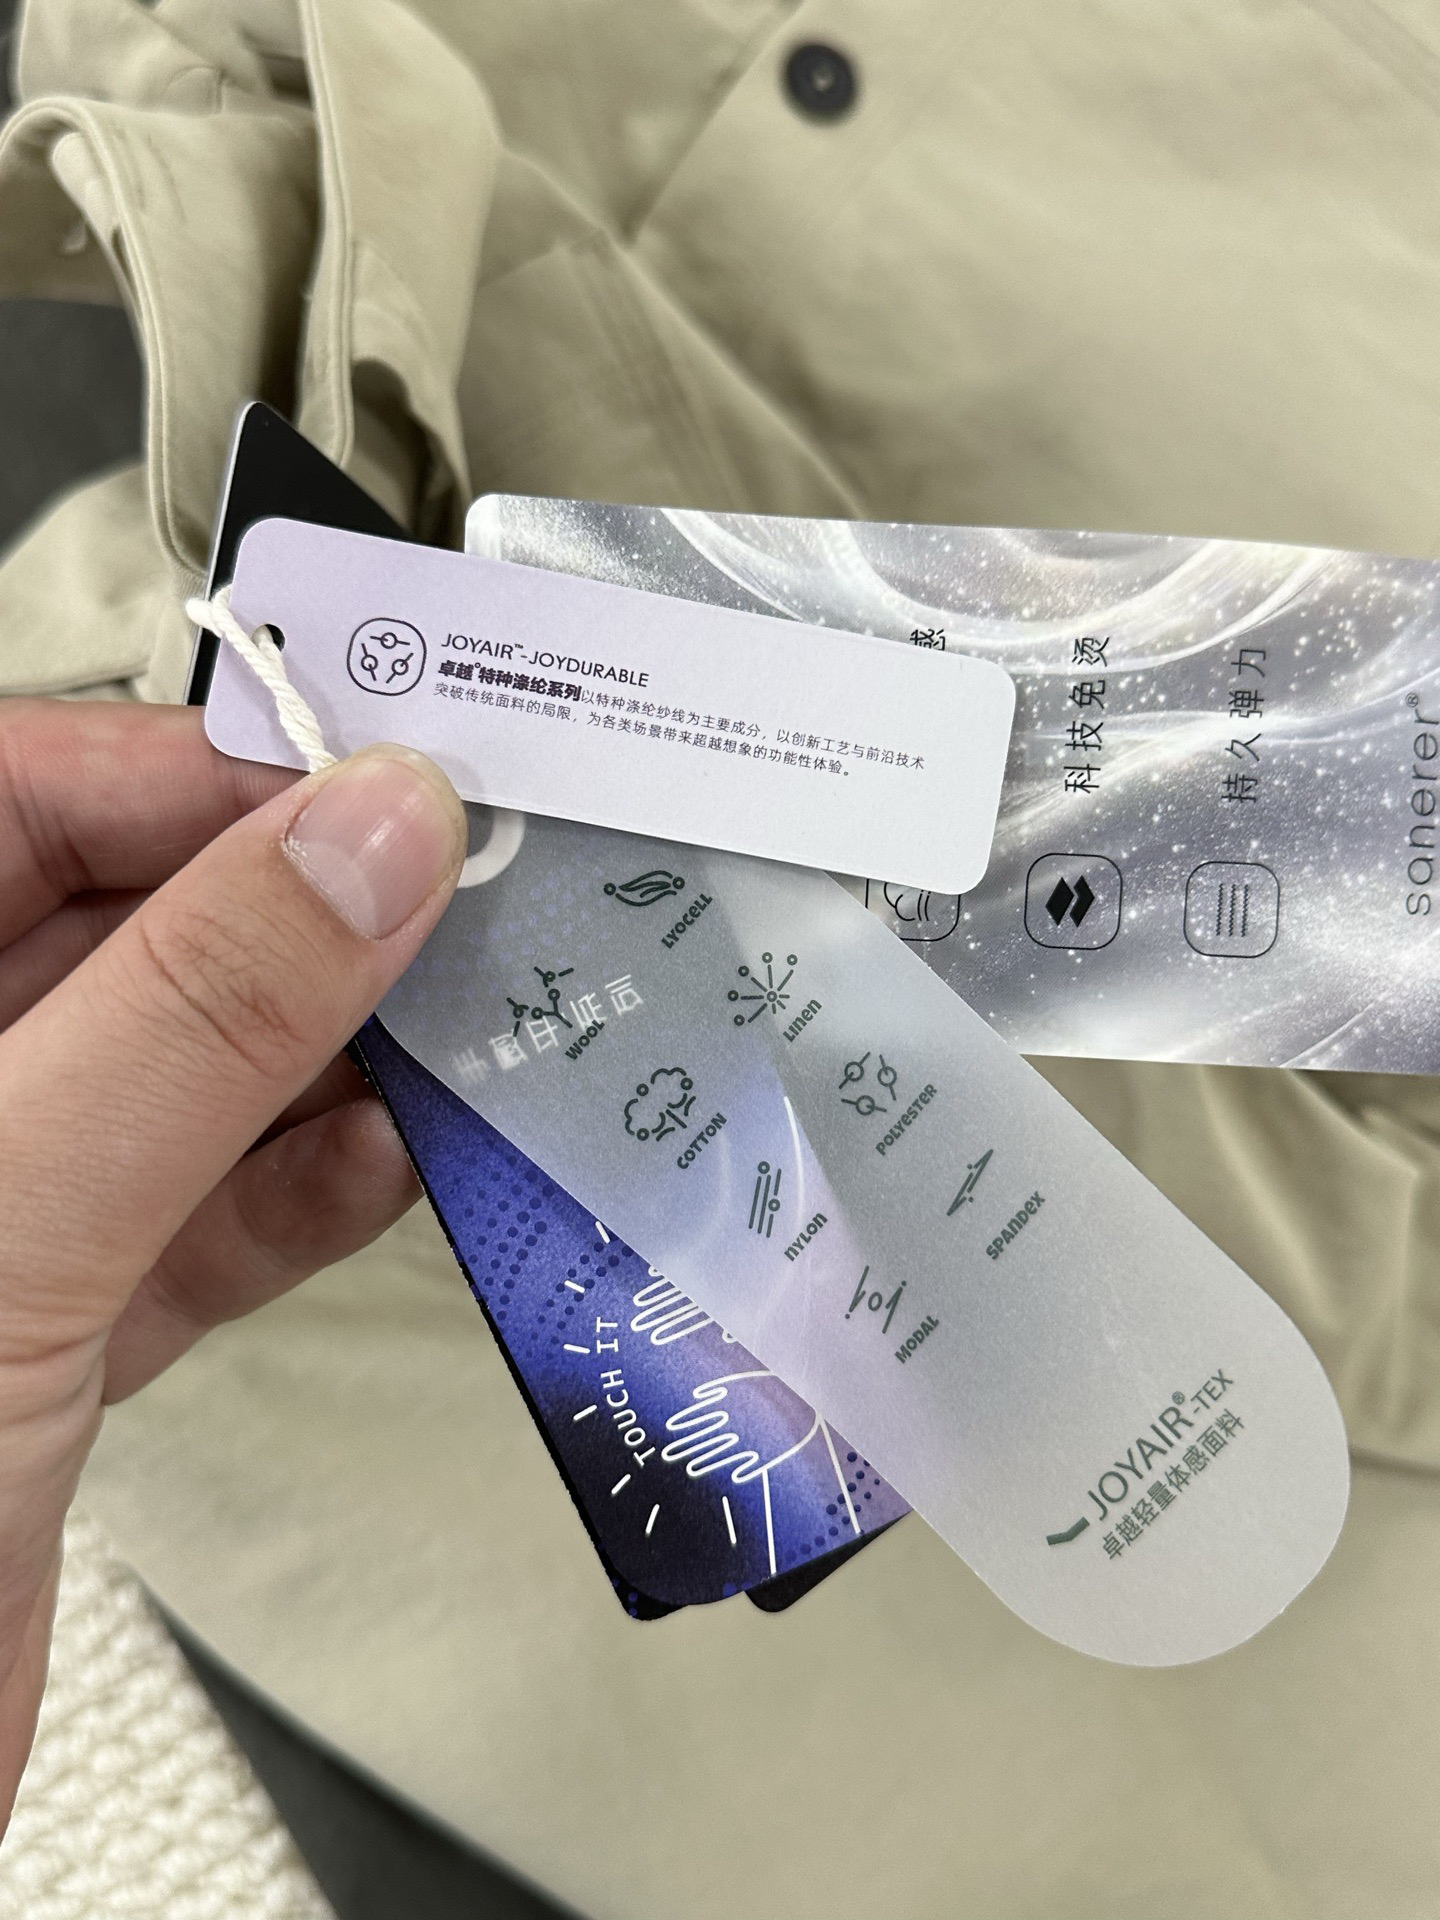 JOYAIR™-JOYDURABLE
卓越°特种涤纶系列以特种涤纶纱线为主要成分，以创新工艺与前沿技术
突破传统面料的局限，为各类场景带来超越想象的功能性体验。
感
科技免烫
持久弹力
sanerer®
LYOCELL
WOOL
LINEN
COTTON
POLYESTER
NYLON
SPANDEX
MODAL
JOYAIR®-TEX
卓越轻量体感面料
TOUCH IT